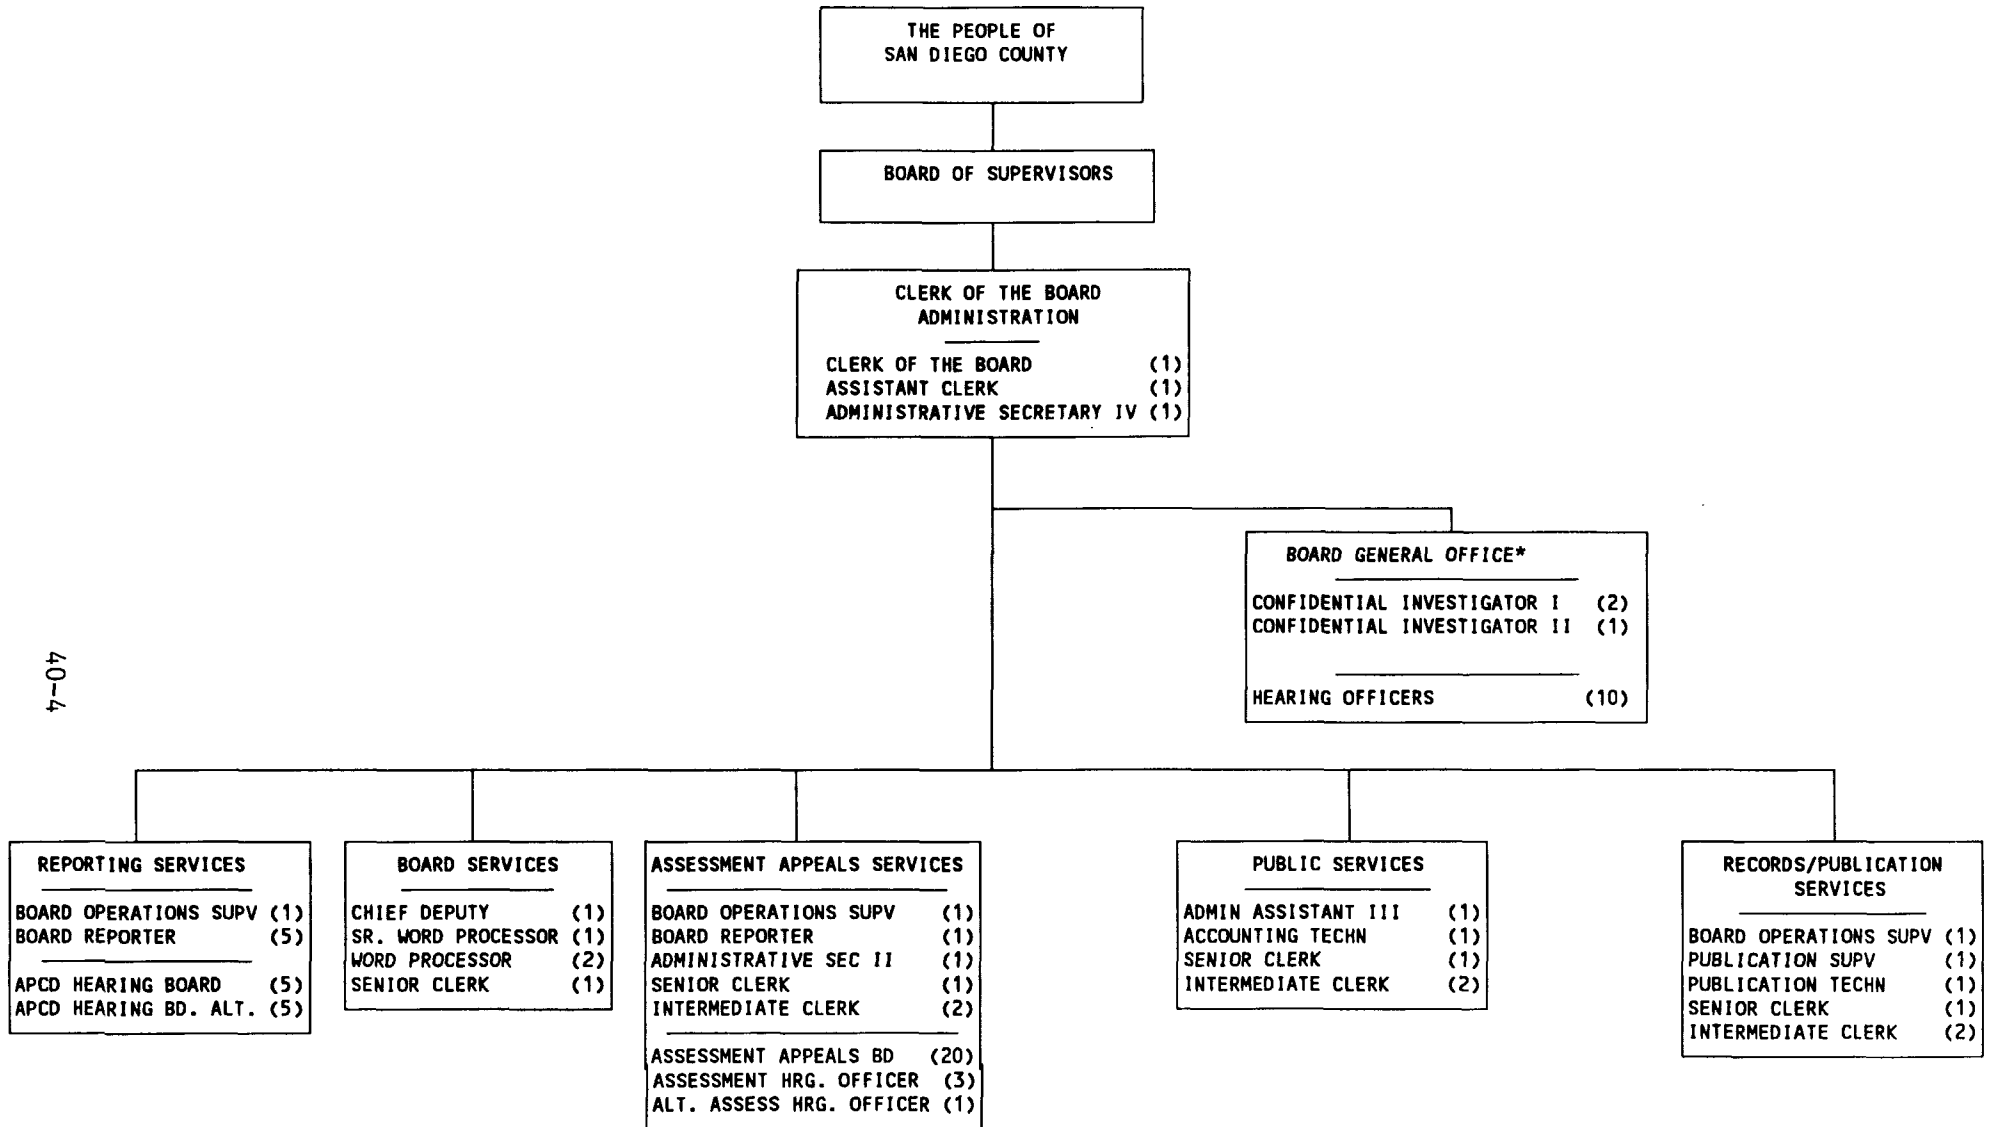 THE PEOPLE OF
SAN DIEGO COUNTY
BOARD OF SUPERVISORS
CLERK OF THE BOARD
ADMINISTRATION
CLERK OF THE BOARD (1)
ASSISTANT CLERK (1)
ADMINISTRATIVE SECRETARY IV (1)
BOARD GENERAL OFFICE*
CONFIDENTIAL INVESTIGATOR I (2)
CONFIDENTIAL INVESTIGATOR II (1)
HEARING OFFICERS (10)
40-4
REPORTING SERVICES
BOARD OPERATIONS SUPV (1)
BOARD REPORTER (5)
APCD HEARING BOARD (5)
APCD HEARING BD. ALT. (5)
BOARD SERVICES
CHIEF DEPUTY (1)
SR. WORD PROCESSOR (1)
WORD PROCESSOR (2)
SENIOR CLERK (1)
ASSESSMENT APPEALS SERVICES
BOARD OPERATIONS SUPV (1)
BOARD REPORTER (1)
ADMINISTRATIVE SEC II (1)
SENIOR CLERK (1)
INTERMEDIATE CLERK (2)
ASSESSMENT APPEALS BD (20)
ASSESSMENT HRG. OFFICER (3)
ALT. ASSESS HRG. OFFICER (1)
PUBLIC SERVICES
ADMIN ASSISTANT III (1)
ACCOUNTING TECHN (1)
SENIOR CLERK (1)
INTERMEDIATE CLERK (2)
RECORDS/PUBLICATION
SERVICES
BOARD OPERATIONS SUPV (1)
PUBLICATION SUPV (1)
PUBLICATION TECHN (1)
SENIOR CLERK (1)
INTERMEDIATE CLERK (2)